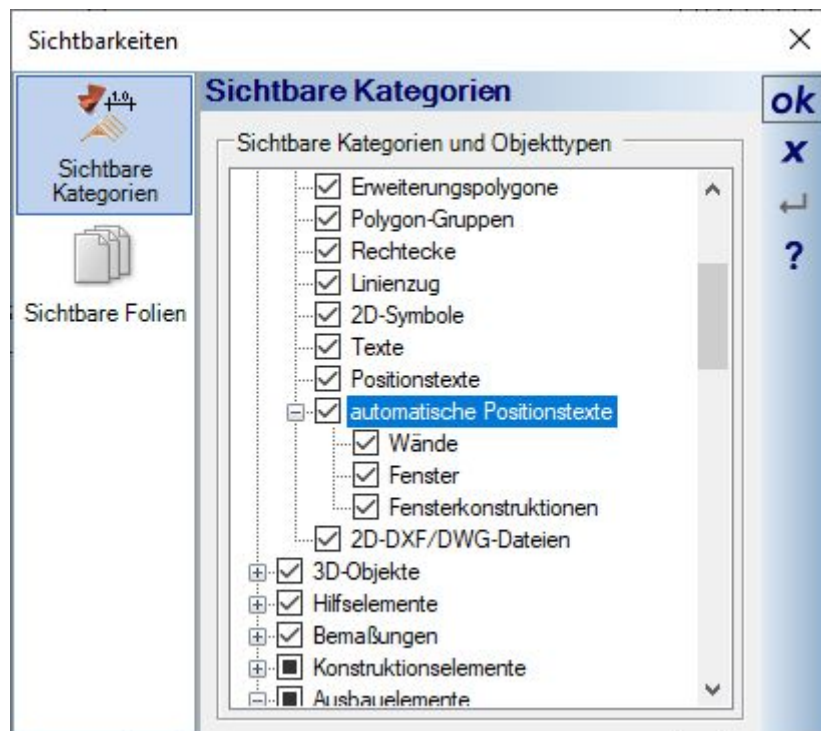 Sichtbarkeiten
Sichtbare
Kategorien
Sichtbare Folien
Sichtbare Kategorien
Sichtbare Kategorien und Objekttypen
Erweiterungspolygone
Polygon-Gruppen
Rechtecke
Linienzug
2D-Symbole
Texte
Positionstexte
automatische Positionstexte
Wände
Fenster
Fensterkonstruktionen
2D-DXF/DWG-Dateien
3D-Objekte
Hilfselemente
Bemaßungen
Konstruktionselemente
Ausbauelemente
ok
x
?